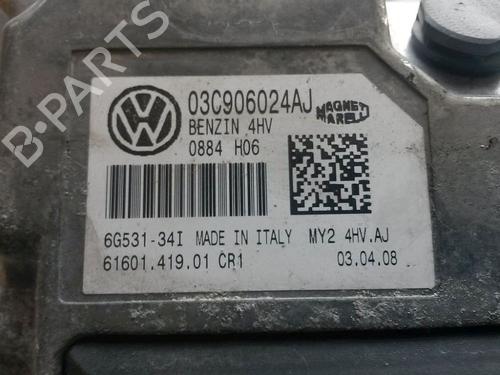 03C906024AJ
MAGNETI
MARELLI
BENZIN 4HV
0884 H06
6G531-34I MADE IN ITALY MY2 4HV.AJ
61601.419.01 CR1 03.04.08